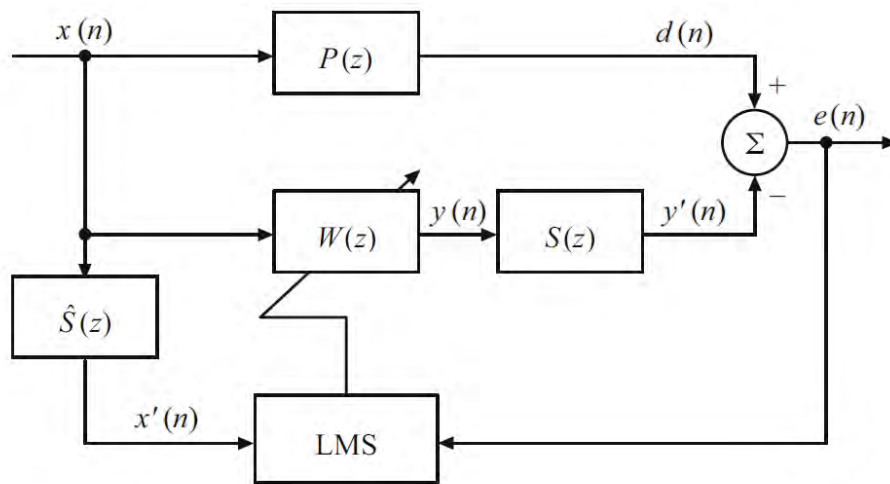 x(n)
P(z)
d(n)
+
e(n)
Σ
−
W(z)
y(n)
S(z)
y′(n)
Ŝ(z)
x′(n)
LMS